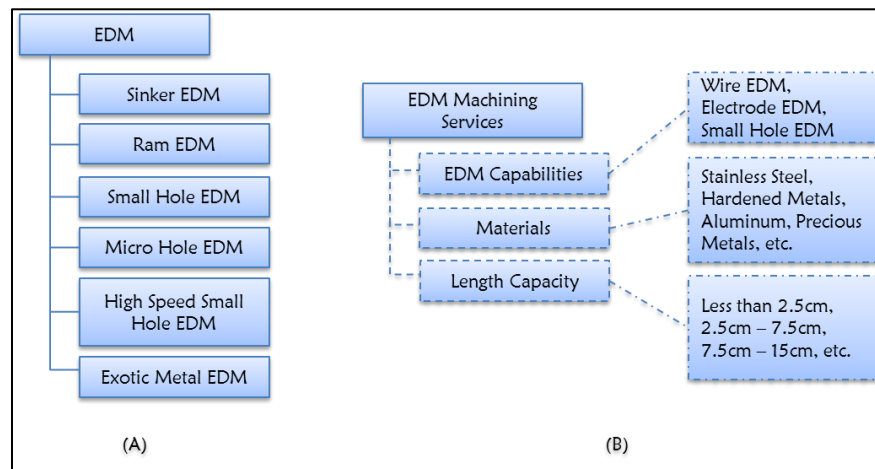 EDM
Sinker EDM
Ram EDM
Small Hole EDM
Micro Hole EDM
High Speed Small
Hole EDM
Exotic Metal EDM
(A)
EDM Machining
Services
EDM Capabilities
Materials
Length Capacity
Wire EDM,
Electrode EDM,
Small Hole EDM
Stainless Steel,
Hardened Metals,
Aluminum, Precious
Metals, etc.
Less than 2.5cm,
2.5cm – 7.5cm,
7.5cm – 15cm, etc.
(B)